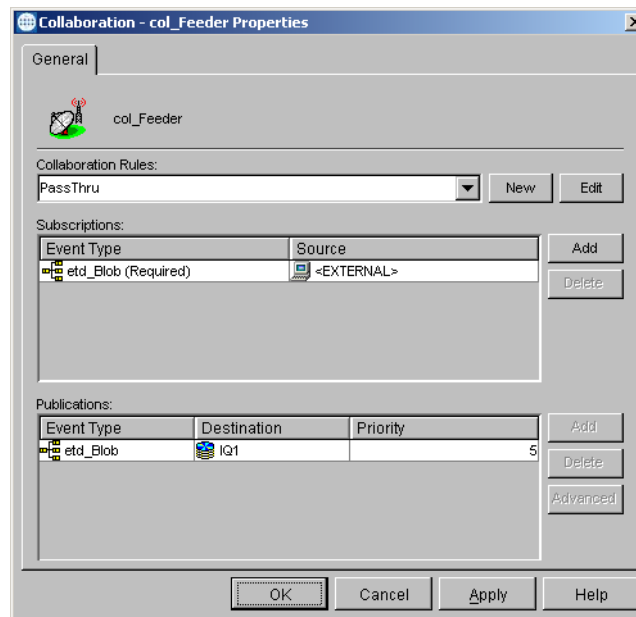 Collaboration - col_Feeder Properties
General
col_Feeder
Collaboration Rules:
PassThru New Edit
Subscriptions:
Event Type Source Add
etd_Blob (Required) <EXTERNAL>
Delete
Publications:
Event Type Destination Priority Add
etd_Blob IQ1 5
Delete
Advanced
OK Cancel Apply Help